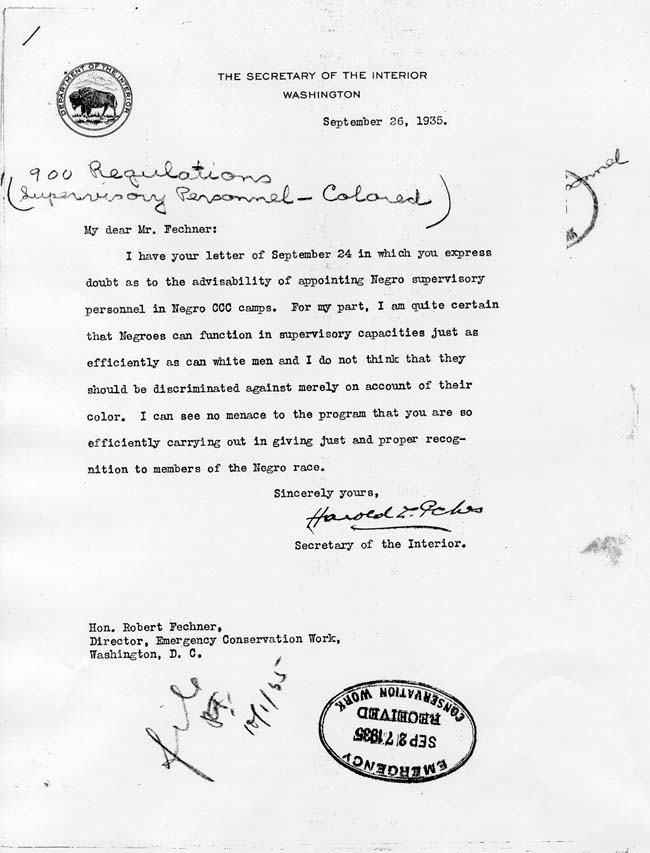 DEPARTMENT OF THE INTERIOR
THE SECRETARY OF THE INTERIOR
WASHINGTON
September 26, 1935.
900 Regulations
(Supervisory Personnel - Colored)
My dear Mr. Fechner:
I have your letter of September 24 in which you express
doubt as to the advisability of appointing Negro supervisory
personnel in Negro CCC camps. For my part, I am quite certain
that Negroes can function in supervisory capacities just as
efficiently as can white men and I do not think that they
should be discriminated against merely on account of their
color. I can see no menace to the program that you are so
efficiently carrying out in giving just and proper recog-
nition to members of the Negro race.
Sincerely yours,
Harold L. Ickes
Secretary of the Interior.
Hon. Robert Fechner,
Director, Emergency Conservation Work,
Washington, D. C.
file
10/1/35
EMERGENCY
SEP 27 1935
RECEIVED
CONSERVATION WORK